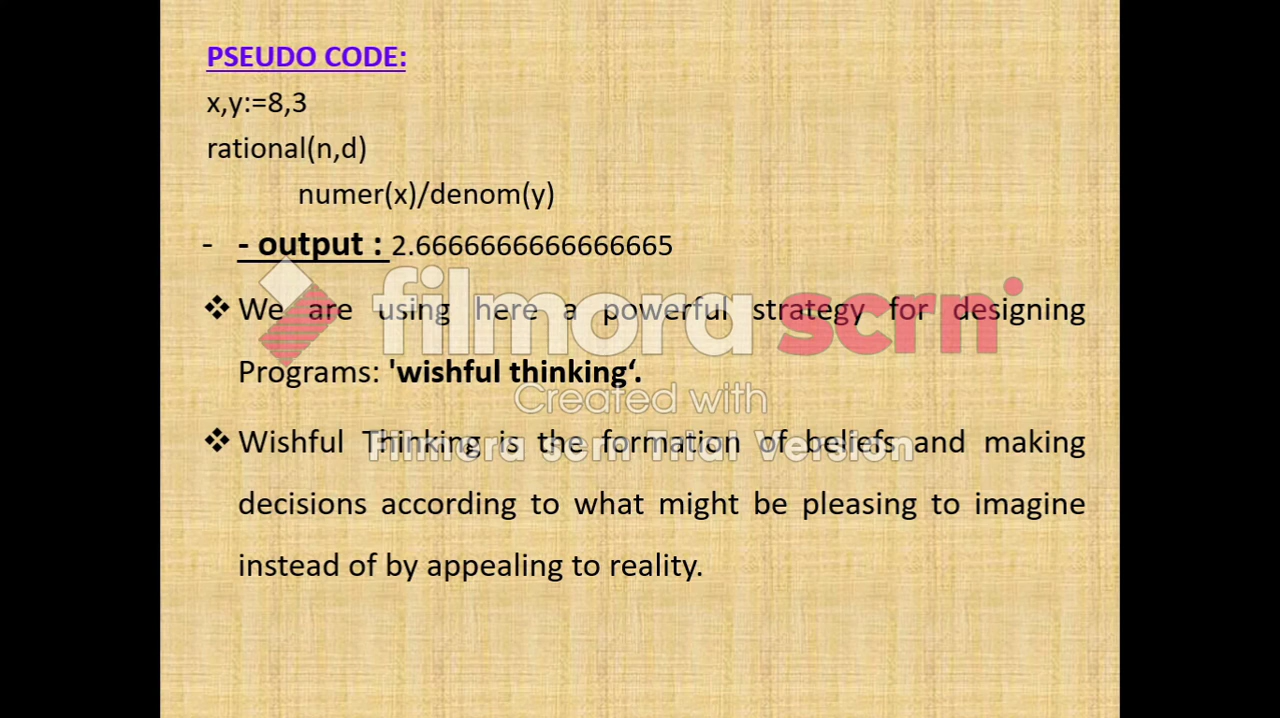 PSEUDO CODE:
x,y:=8,3
rational(n,d)
numer(x)/denom(y)
- - output : 2.6666666666666665
❖ We are using here a powerful strategy for designing
Programs: 'wishful thinking‘.
❖ Wishful Thinking is the formation of beliefs and making
decisions according to what might be pleasing to imagine
instead of by appealing to reality.
filmora scrn
Created with
Filmora scrn Trial Version